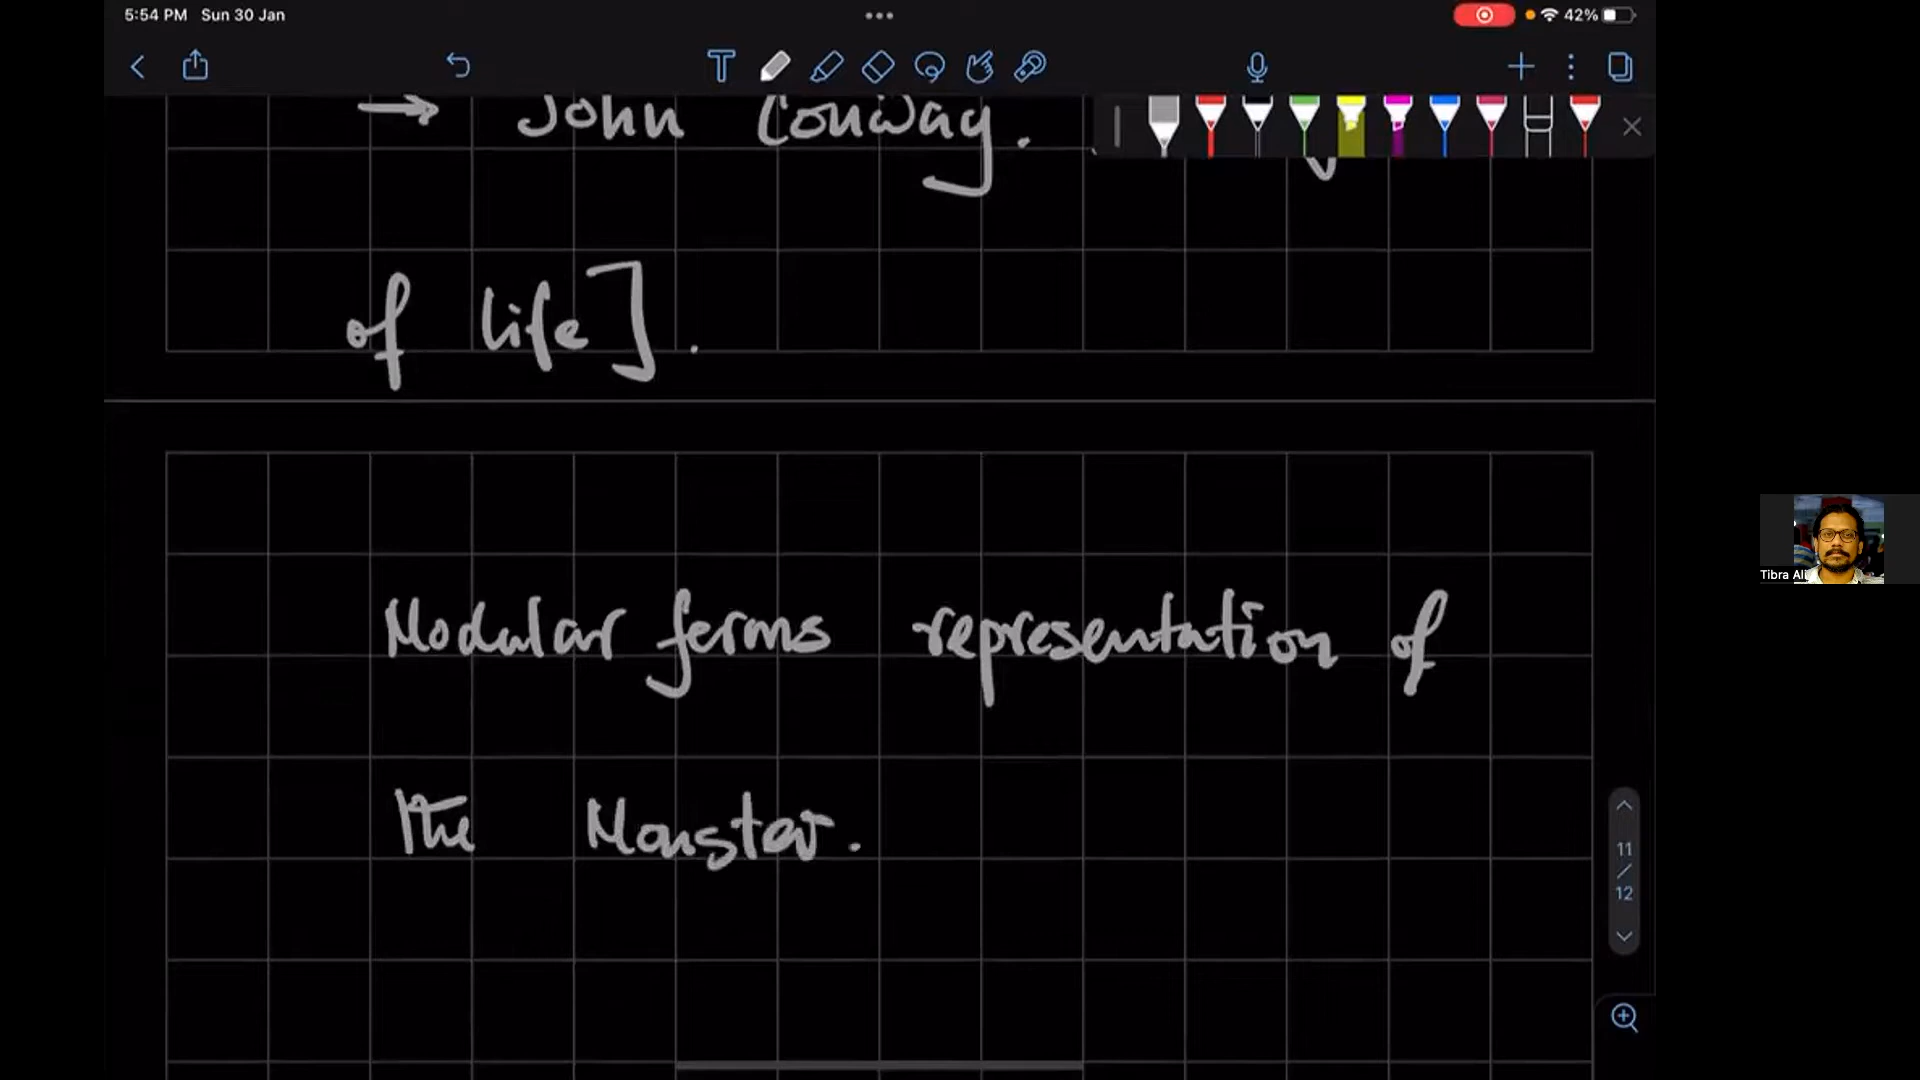 5:54 PM Sun 30 Jan
42%
→ John Conway.
of life].
Modular forms representation of
the Monster.
11
/
12
Tibra Ali